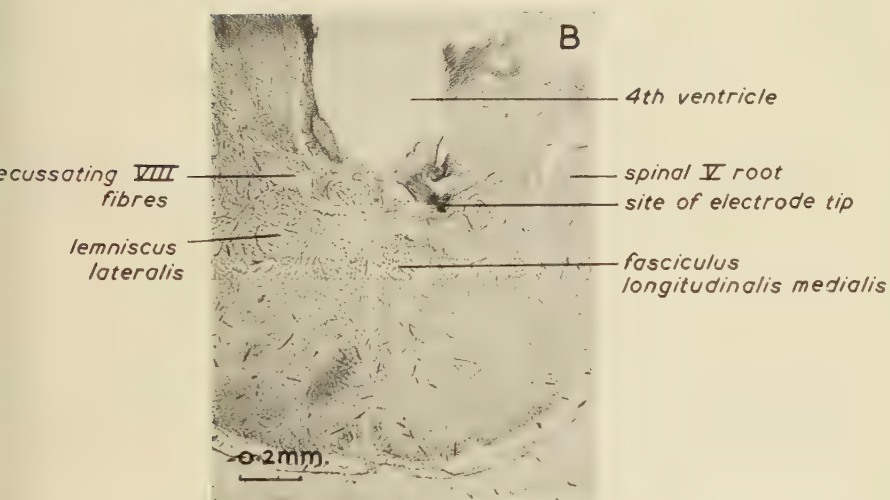 B
4th ventricle
ecussating VIII
fibres
spinal V root
site of electrode tip
lemniscus
lateralis
fasciculus
longitudinalis medialis
0·2mm.